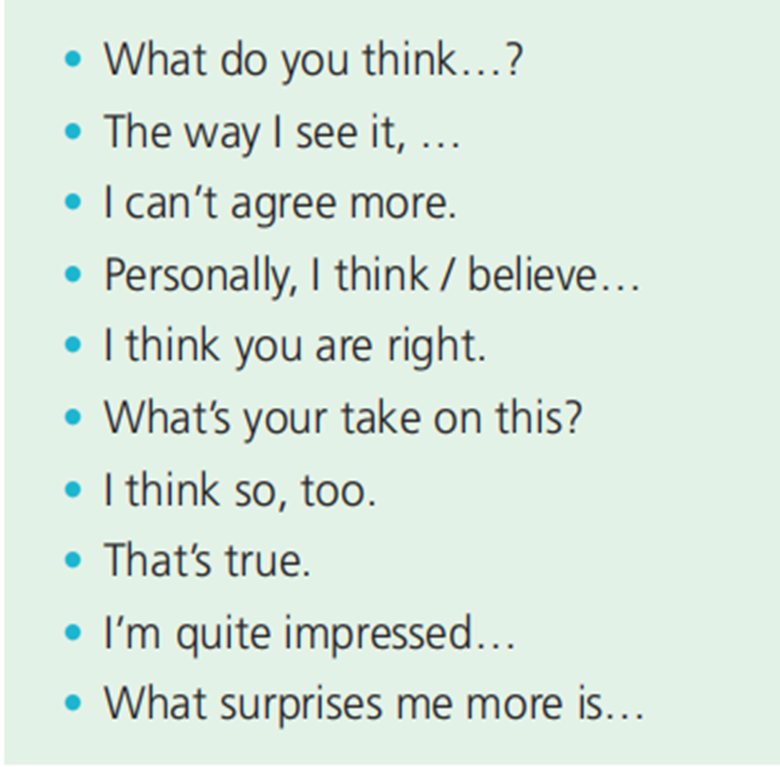 • What do you think…?
• The way I see it, …
• I can’t agree more.
• Personally, I think / believe…
• I think you are right.
• What’s your take on this?
• I think so, too.
• That’s true.
• I’m quite impressed…
• What surprises me more is…